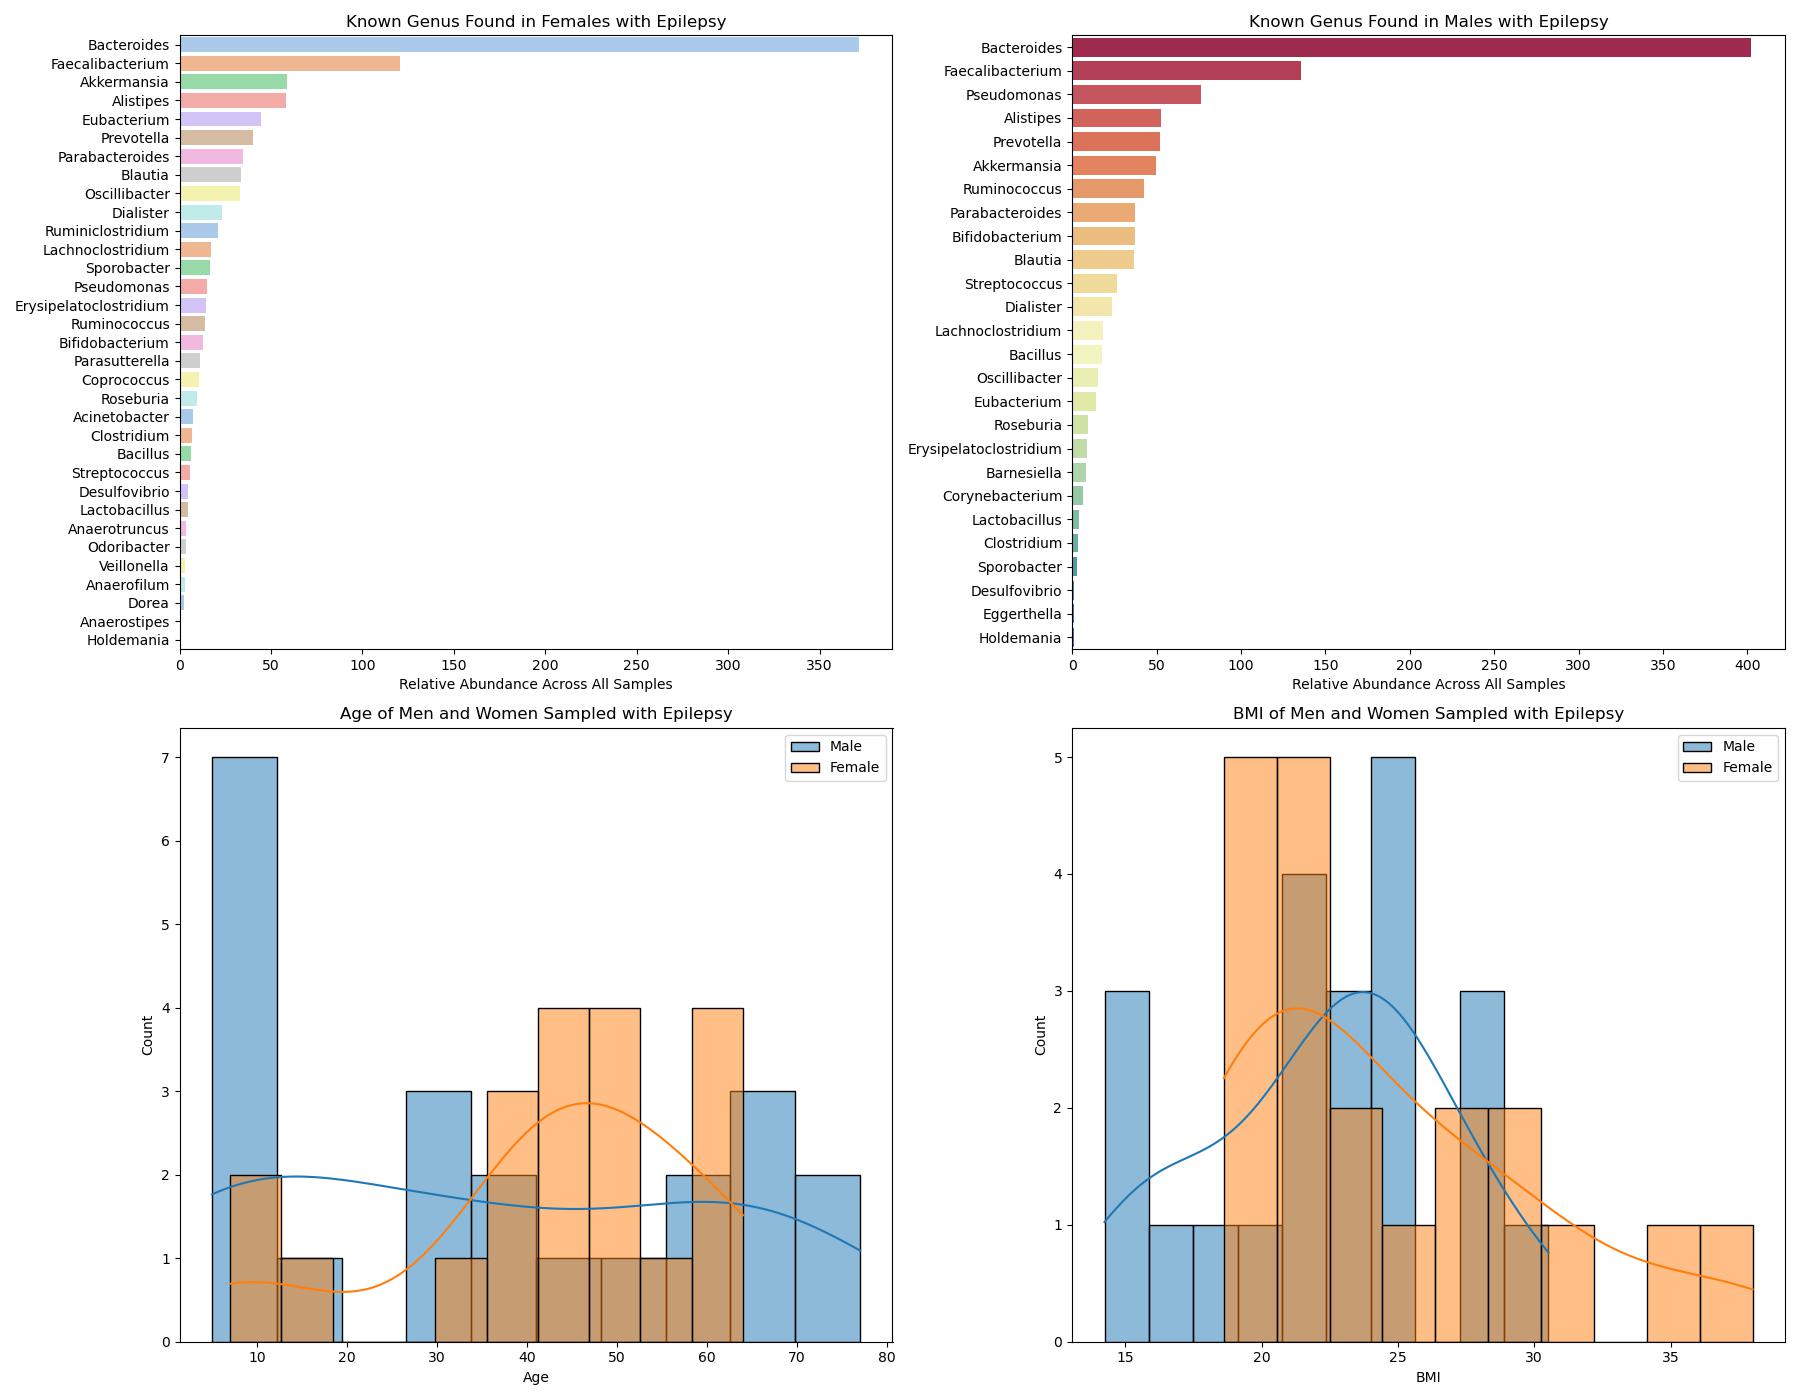 Known Genus Found in Females with Epilepsy
Bacteroides
Faecalibacterium
Akkermansia
Alistipes
Eubacterium
Prevotella
Parabacteroides
Blautia
Oscillibacter
Dialister
Ruminiclostridium
Lachnoclostridium
Sporobacter
Pseudomonas
Erysipelatoclostridium
Ruminococcus
Bifidobacterium
Parasutterella
Coprococcus
Roseburia
Acinetobacter
Clostridium
Bacillus
Streptococcus
Desulfovibrio
Lactobacillus
Anaerotruncus
Odoribacter
Veillonella
Anaerofilum
Dorea
Anaerostipes
Holdemania
0 50 100 150 200 250 300 350
Relative Abundance Across All Samples
Known Genus Found in Males with Epilepsy
Bacteroides
Faecalibacterium
Pseudomonas
Alistipes
Prevotella
Akkermansia
Ruminococcus
Parabacteroides
Bifidobacterium
Blautia
Streptococcus
Dialister
Lachnoclostridium
Bacillus
Oscillibacter
Eubacterium
Roseburia
Erysipelatoclostridium
Barnesiella
Corynebacterium
Lactobacillus
Clostridium
Sporobacter
Desulfovibrio
Eggerthella
Holdemania
0 50 100 150 200 250 300 350 400
Relative Abundance Across All Samples
Age of Men and Women Sampled with Epilepsy
Male
Female
7
6
5
4
3
2
1
0
Count
10 20 30 40 50 60 70 80
Age
BMI of Men and Women Sampled with Epilepsy
Male
Female
5
4
3
2
1
0
Count
15 20 25 30 35
BMI